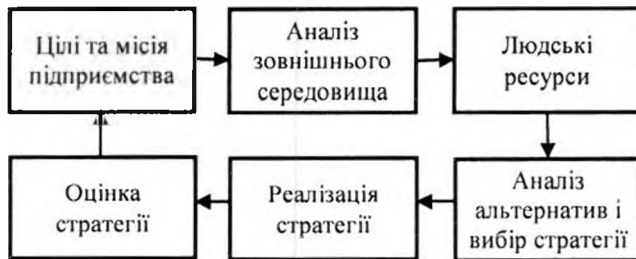 Цілі та місія
підприємства
Аналіз
зовнішнього
середовища
Людські
ресурси
Оцінка
стратегії
Реалізація
стратегії
Аналіз
альтернатив і
вибір стратегії